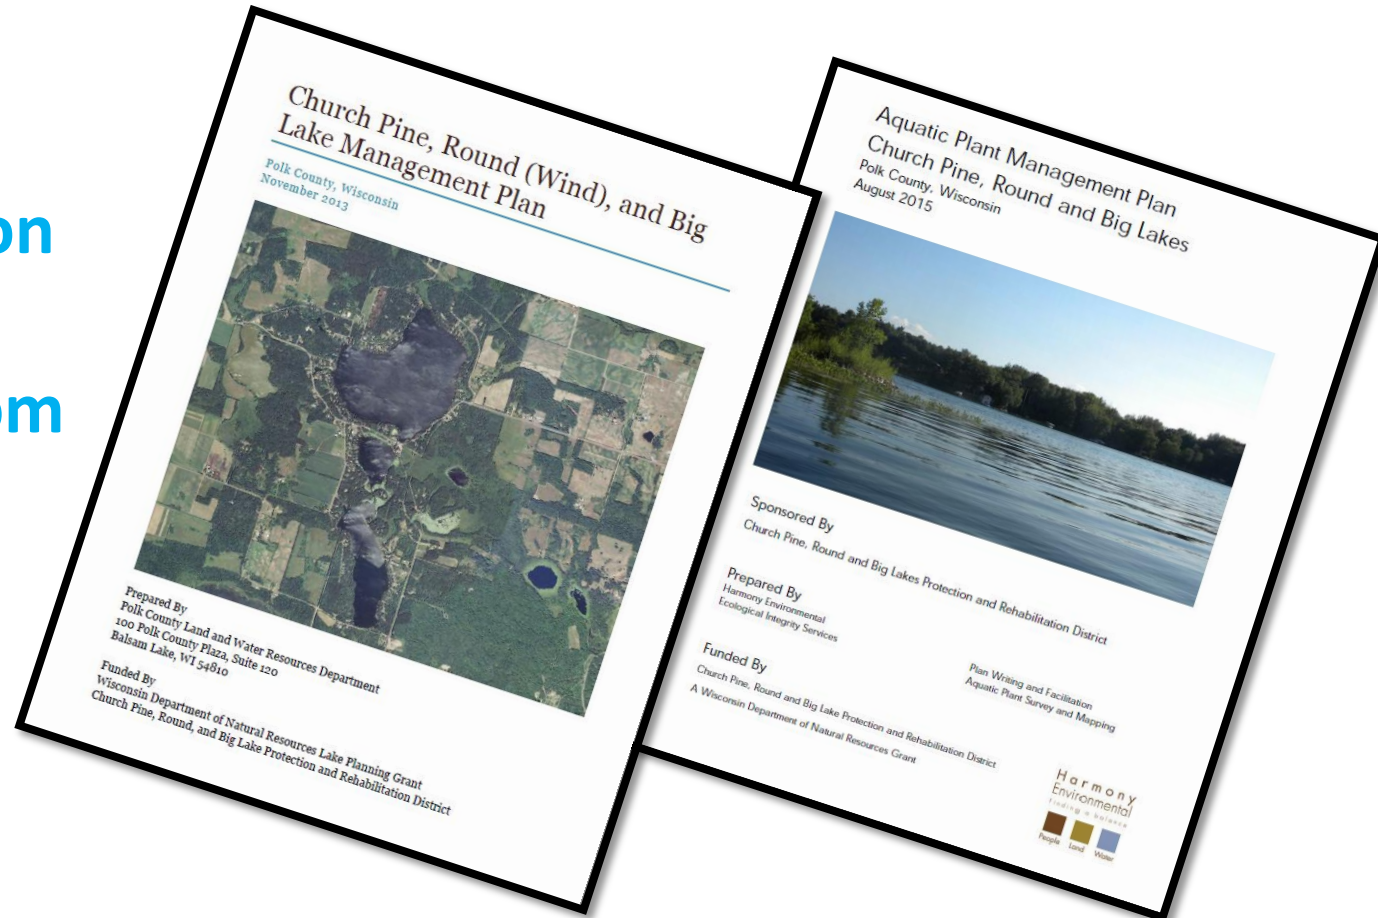 on
om
Church Pine, Round (Wind), and Big
Lake Management Plan
Polk County, Wisconsin
November 2013
Prepared By
Polk County Land and Water Resources Department
100 Polk County Plaza, Suite 120
Balsam Lake, WI 54810
Funded By
Wisconsin Department of Natural Resources Lake Planning Grant
Church Pine, Round, and Big Lake Protection and Rehabilitation District
Aquatic Plant Management Plan
Church Pine, Round and Big Lakes
Polk County, Wisconsin
August 2015
Sponsored By
Church Pine, Round and Big Lakes Protection and Rehabilitation District
Prepared By
Harmony Environmental
Ecological Integrity Services
Plan Writing and Facilitation
Aquatic Plant Survey and Mapping
Funded By
Church Pine, Round and Big Lake Protection and Rehabilitation District
A Wisconsin Department of Natural Resources Grant
Harmony
Environmental
finding a balance
People Land Water